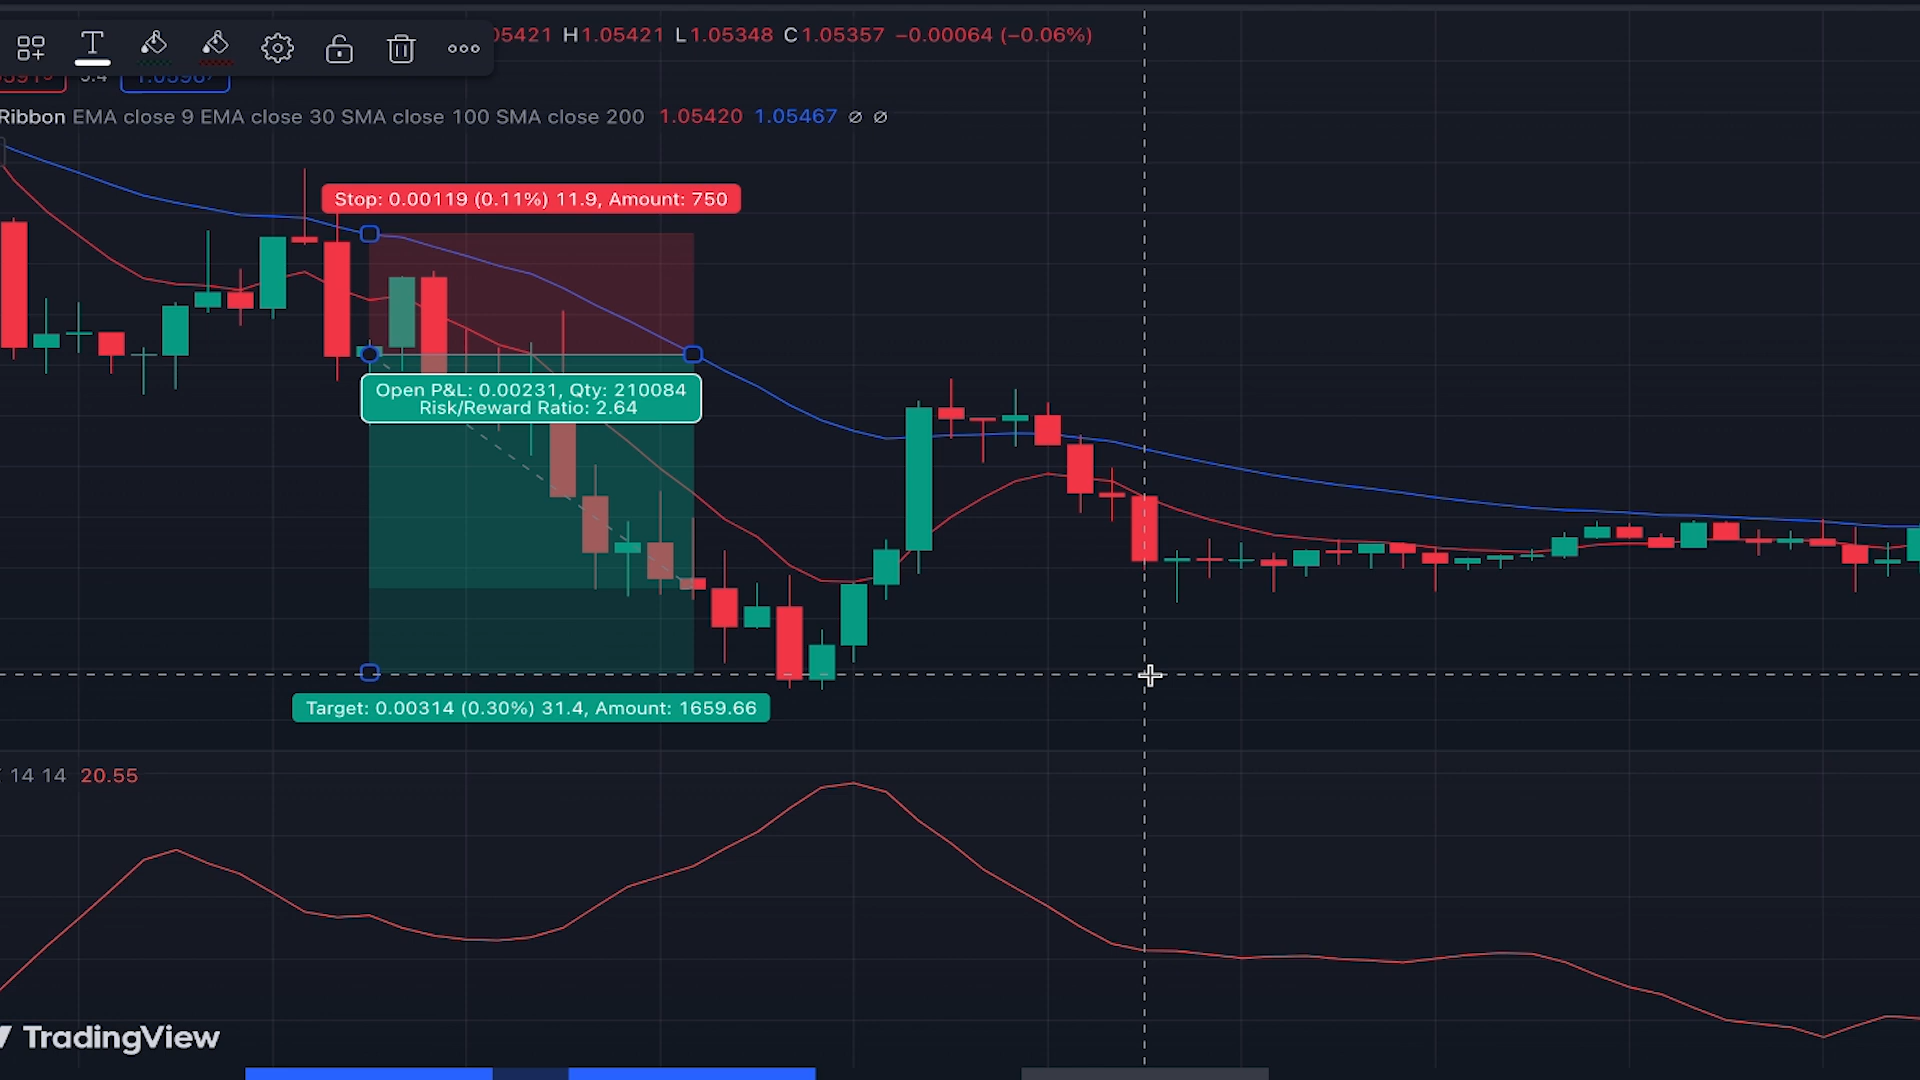 05421 H1.05421 L1.05348 C1.05357 −0.00064 (−0.06%)
Ribbon EMA close 9 EMA close 30 SMA close 100 SMA close 200 1.05420 1.05467 ∅ ∅
Stop: 0.00119 (0.11%) 11.9, Amount: 750
Open P&L: 0.00231, Qty: 210084
Risk/Reward Ratio: 2.64
Target: 0.00314 (0.30%) 31.4, Amount: 1659.66
14 14 20.55
TradingView